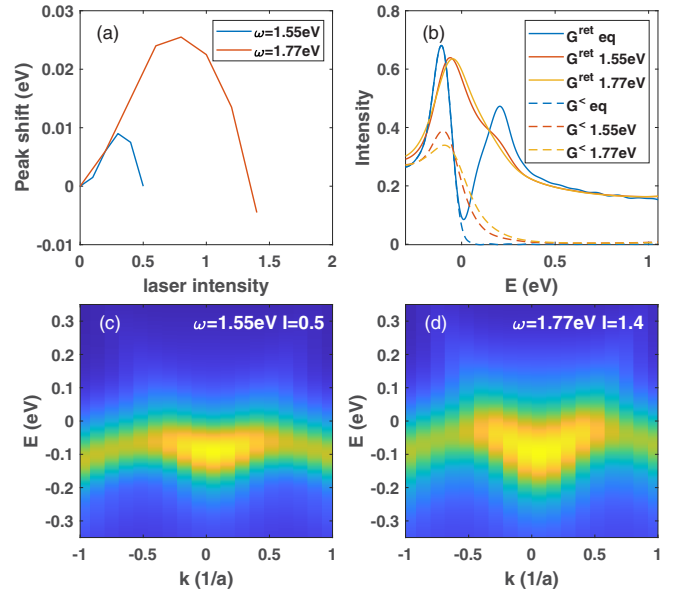 0.03
0.02
0.01
0
-0.01
Peak shift (eV)
(a)
ω=1.55eV
ω=1.77eV
0
0.5
1
1.5
2
laser intensity
0.8
0.6
0.4
0.2
0
Intensity
(b)
G^ret eq
G^ret 1.55eV
G^ret 1.77eV
G^< eq
G^< 1.55eV
G^< 1.77eV
0
0.5
1
E (eV)
0.3
0.2
0.1
0
-0.1
-0.2
-0.3
E (eV)
(c)
ω=1.55eV I=0.5
-1
-0.5
0
0.5
1
k (1/a)
0.3
0.2
0.1
0
-0.1
-0.2
-0.3
E (eV)
(d)
ω=1.77eV I=1.4
-1
-0.5
0
0.5
1
k (1/a)